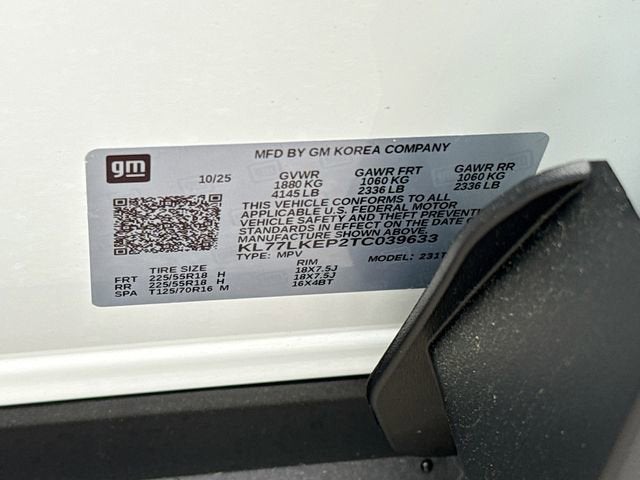 gm
MFD BY GM KOREA COMPANY
10/25 GVWR GAWR FRT GAWR RR
1880 KG 1060 KG 1060 KG
4145 LB 2336 LB 2336 LB
THIS VEHICLE CONFORMS TO ALL
APPLICABLE U.S. FEDERAL MOTOR
VEHICLE SAFETY AND THEFT PREVENTION
STANDARDS IN EFFECT ON THE DATE O
MANUFACTURE SHOWN ABOVE.
KL77LKEP2TC039633
TYPE: MPV MODEL: 231T
TIRE SIZE RIM
FRT 225/55R18 H 18X7.5J
RR 225/55R18 H 18X7.5J
SPA T125/70R16 M 16X4BT